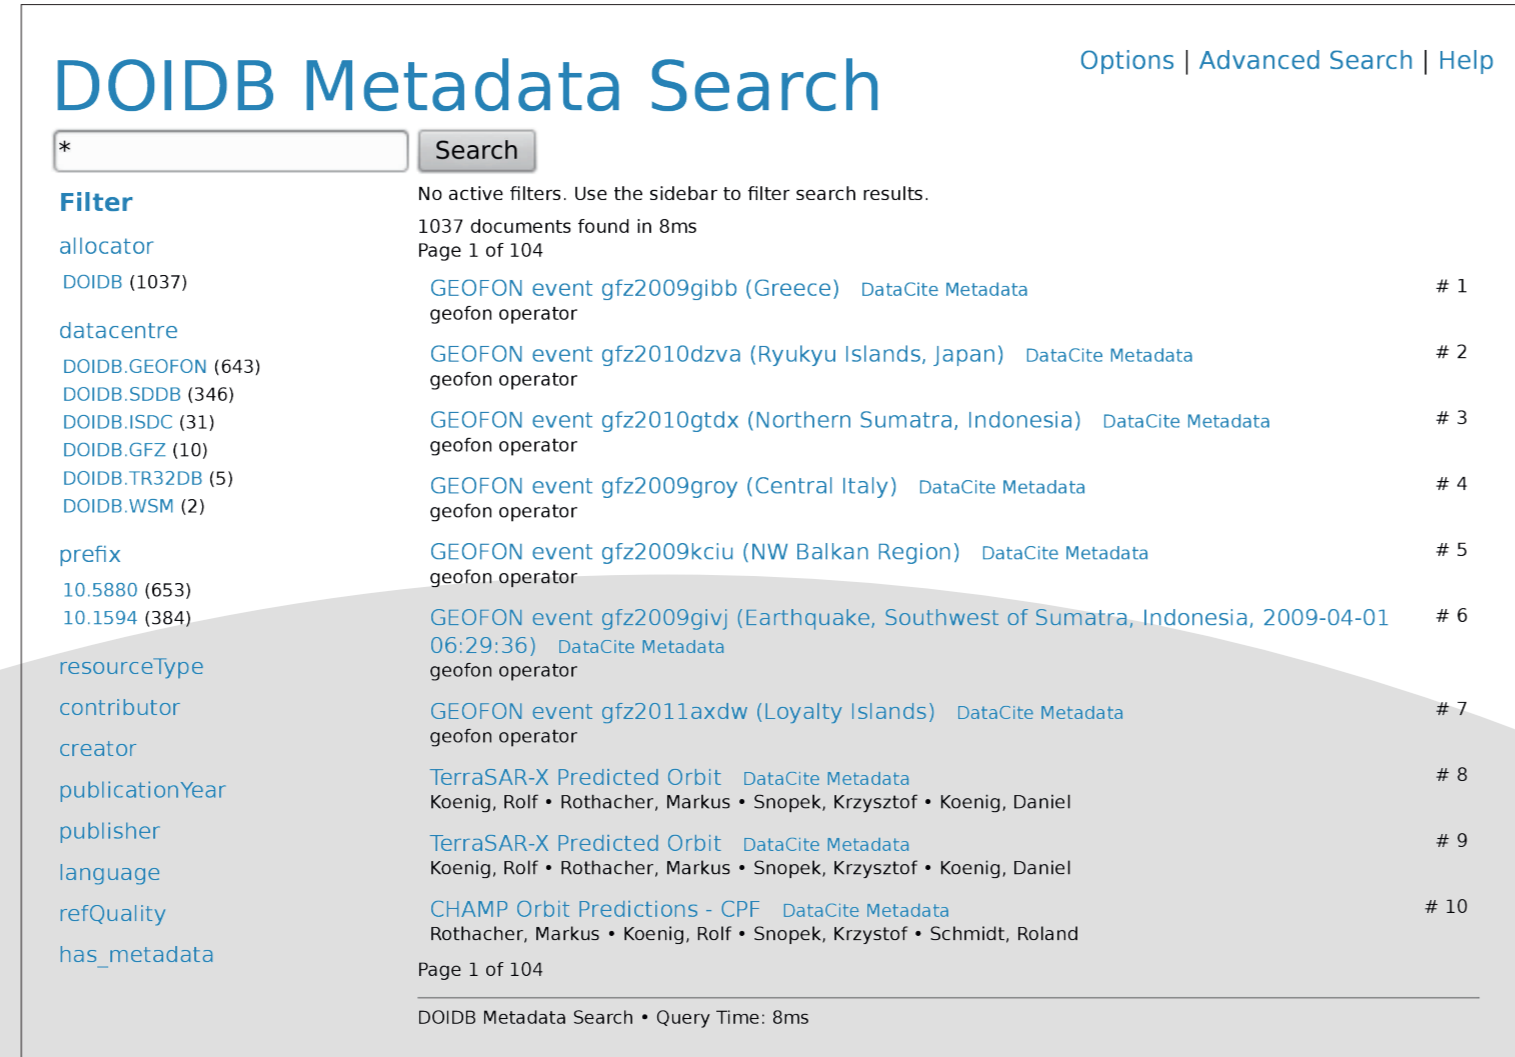 Options | Advanced Search | Help
DOIDB Metadata Search
*
Search
Filter
allocator
DOIDB (1037)
datacentre
DOIDB.GEOFON (643)
DOIDB.SDDB (346)
DOIDB.ISDC (31)
DOIDB.GFZ (10)
DOIDB.TR32DB (5)
DOIDB.WSM (2)
prefix
10.5880 (653)
10.1594 (384)
resourceType
contributor
creator
publicationYear
publisher
language
refQuality
has_metadata
No active filters. Use the sidebar to filter search results.
1037 documents found in 8ms
Page 1 of 104
GEOFON event gfz2009gibb (Greece) DataCite Metadata # 1
geofon operator
GEOFON event gfz2010dzva (Ryukyu Islands, Japan) DataCite Metadata # 2
geofon operator
GEOFON event gfz2010gtdx (Northern Sumatra, Indonesia) DataCite Metadata # 3
geofon operator
GEOFON event gfz2009groy (Central Italy) DataCite Metadata # 4
geofon operator
GEOFON event gfz2009kciu (NW Balkan Region) DataCite Metadata # 5
geofon operator
GEOFON event gfz2009givj (Earthquake, Southwest of Sumatra, Indonesia, 2009-04-01 # 6
06:29:36) DataCite Metadata
geofon operator
GEOFON event gfz2011axdw (Loyalty Islands) DataCite Metadata # 7
geofon operator
TerraSAR-X Predicted Orbit DataCite Metadata # 8
Koenig, Rolf • Rothacher, Markus • Snopek, Krzysztof • Koenig, Daniel
TerraSAR-X Predicted Orbit DataCite Metadata # 9
Koenig, Rolf • Rothacher, Markus • Snopek, Krzysztof • Koenig, Daniel
CHAMP Orbit Predictions - CPF DataCite Metadata # 10
Rothacher, Markus • Koenig, Rolf • Snopek, Krzystof • Schmidt, Roland
Page 1 of 104
DOIDB Metadata Search • Query Time: 8ms